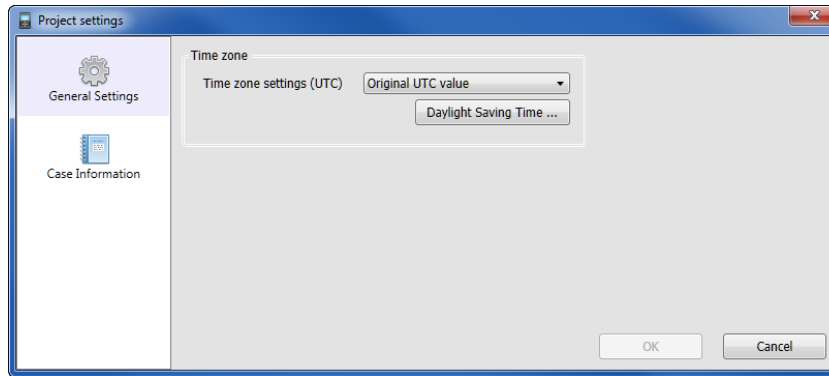 Project settings
General Settings
Case Information
Time zone
Time zone settings (UTC) Original UTC value
Daylight Saving Time ...
OK Cancel